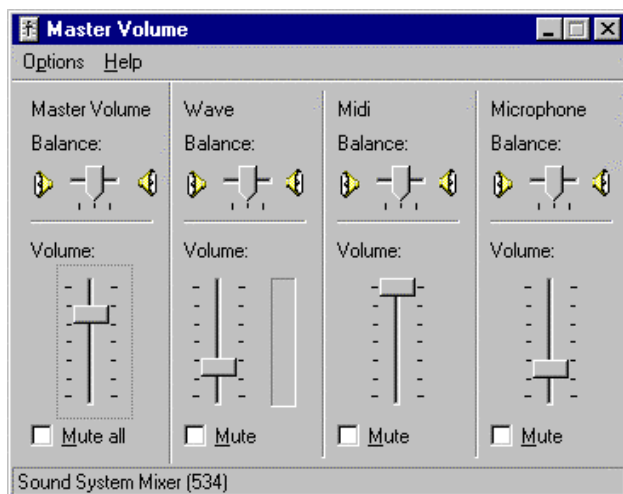 Master Volume
Options Help
Master Volume
Balance:
Volume:
Mute all
Wave
Balance:
Volume:
Mute
Midi
Balance:
Volume:
Mute
Microphone
Balance:
Volume:
Mute
Sound System Mixer (534)